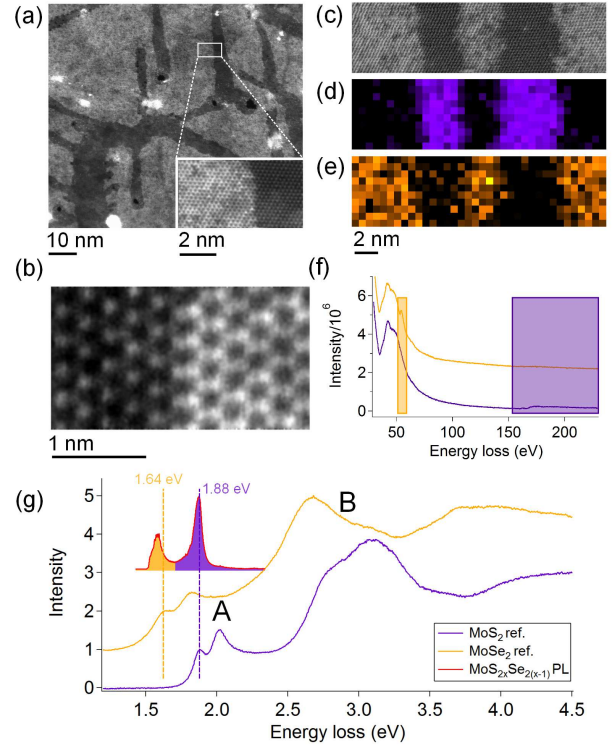 (a)
10 nm
2 nm
(b)
1 nm
(c)
(d)
(e)
2 nm
(f)
Intensity/10⁶
6
4
2
0
50
100
150
200
Energy loss (eV)
(g)
1.64 eV
1.88 eV
A
B
Intensity
5
4
3
2
1
0
MoS₂ ref.
MoSe₂ ref.
MoS₂ₓSe₂₍ₓ₋₁₎ PL
1.5
2.0
2.5
3.0
3.5
4.0
4.5
Energy loss (eV)